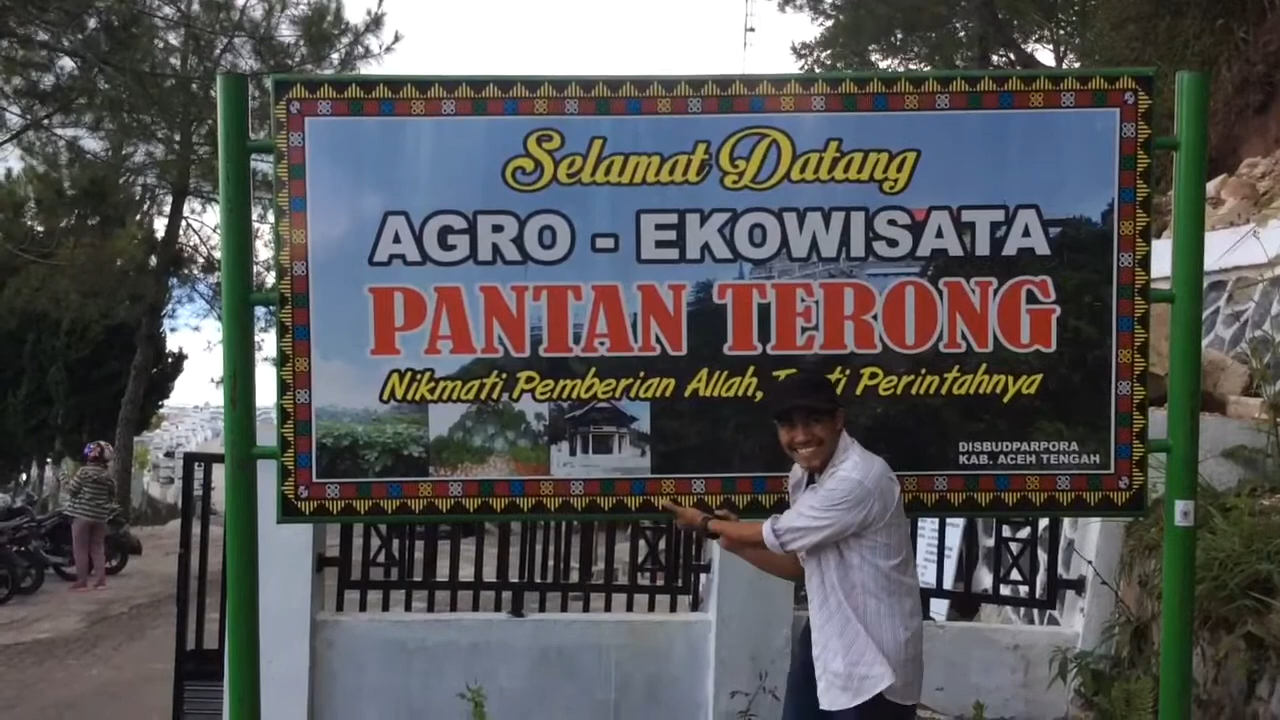 Selamat Datang
AGRO - EKOWISATA
PANTAN TERONG
Nikmati Pemberian Allah, Perintahnya
DISBUDPARPORA
KAB. ACEH TENGAH